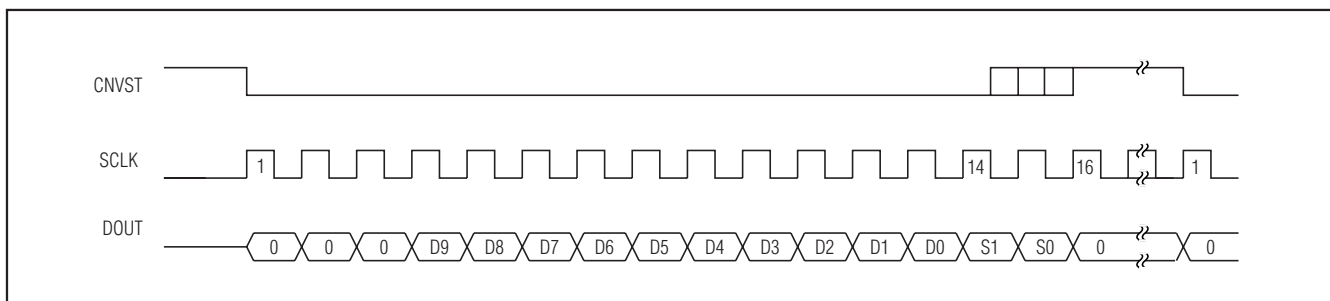 CNVST
SCLK 1 14 16 1
DOUT 0 0 0 D9 D8 D7 D6 D5 D4 D3 D2 D1 D0 S1 S0 0 0